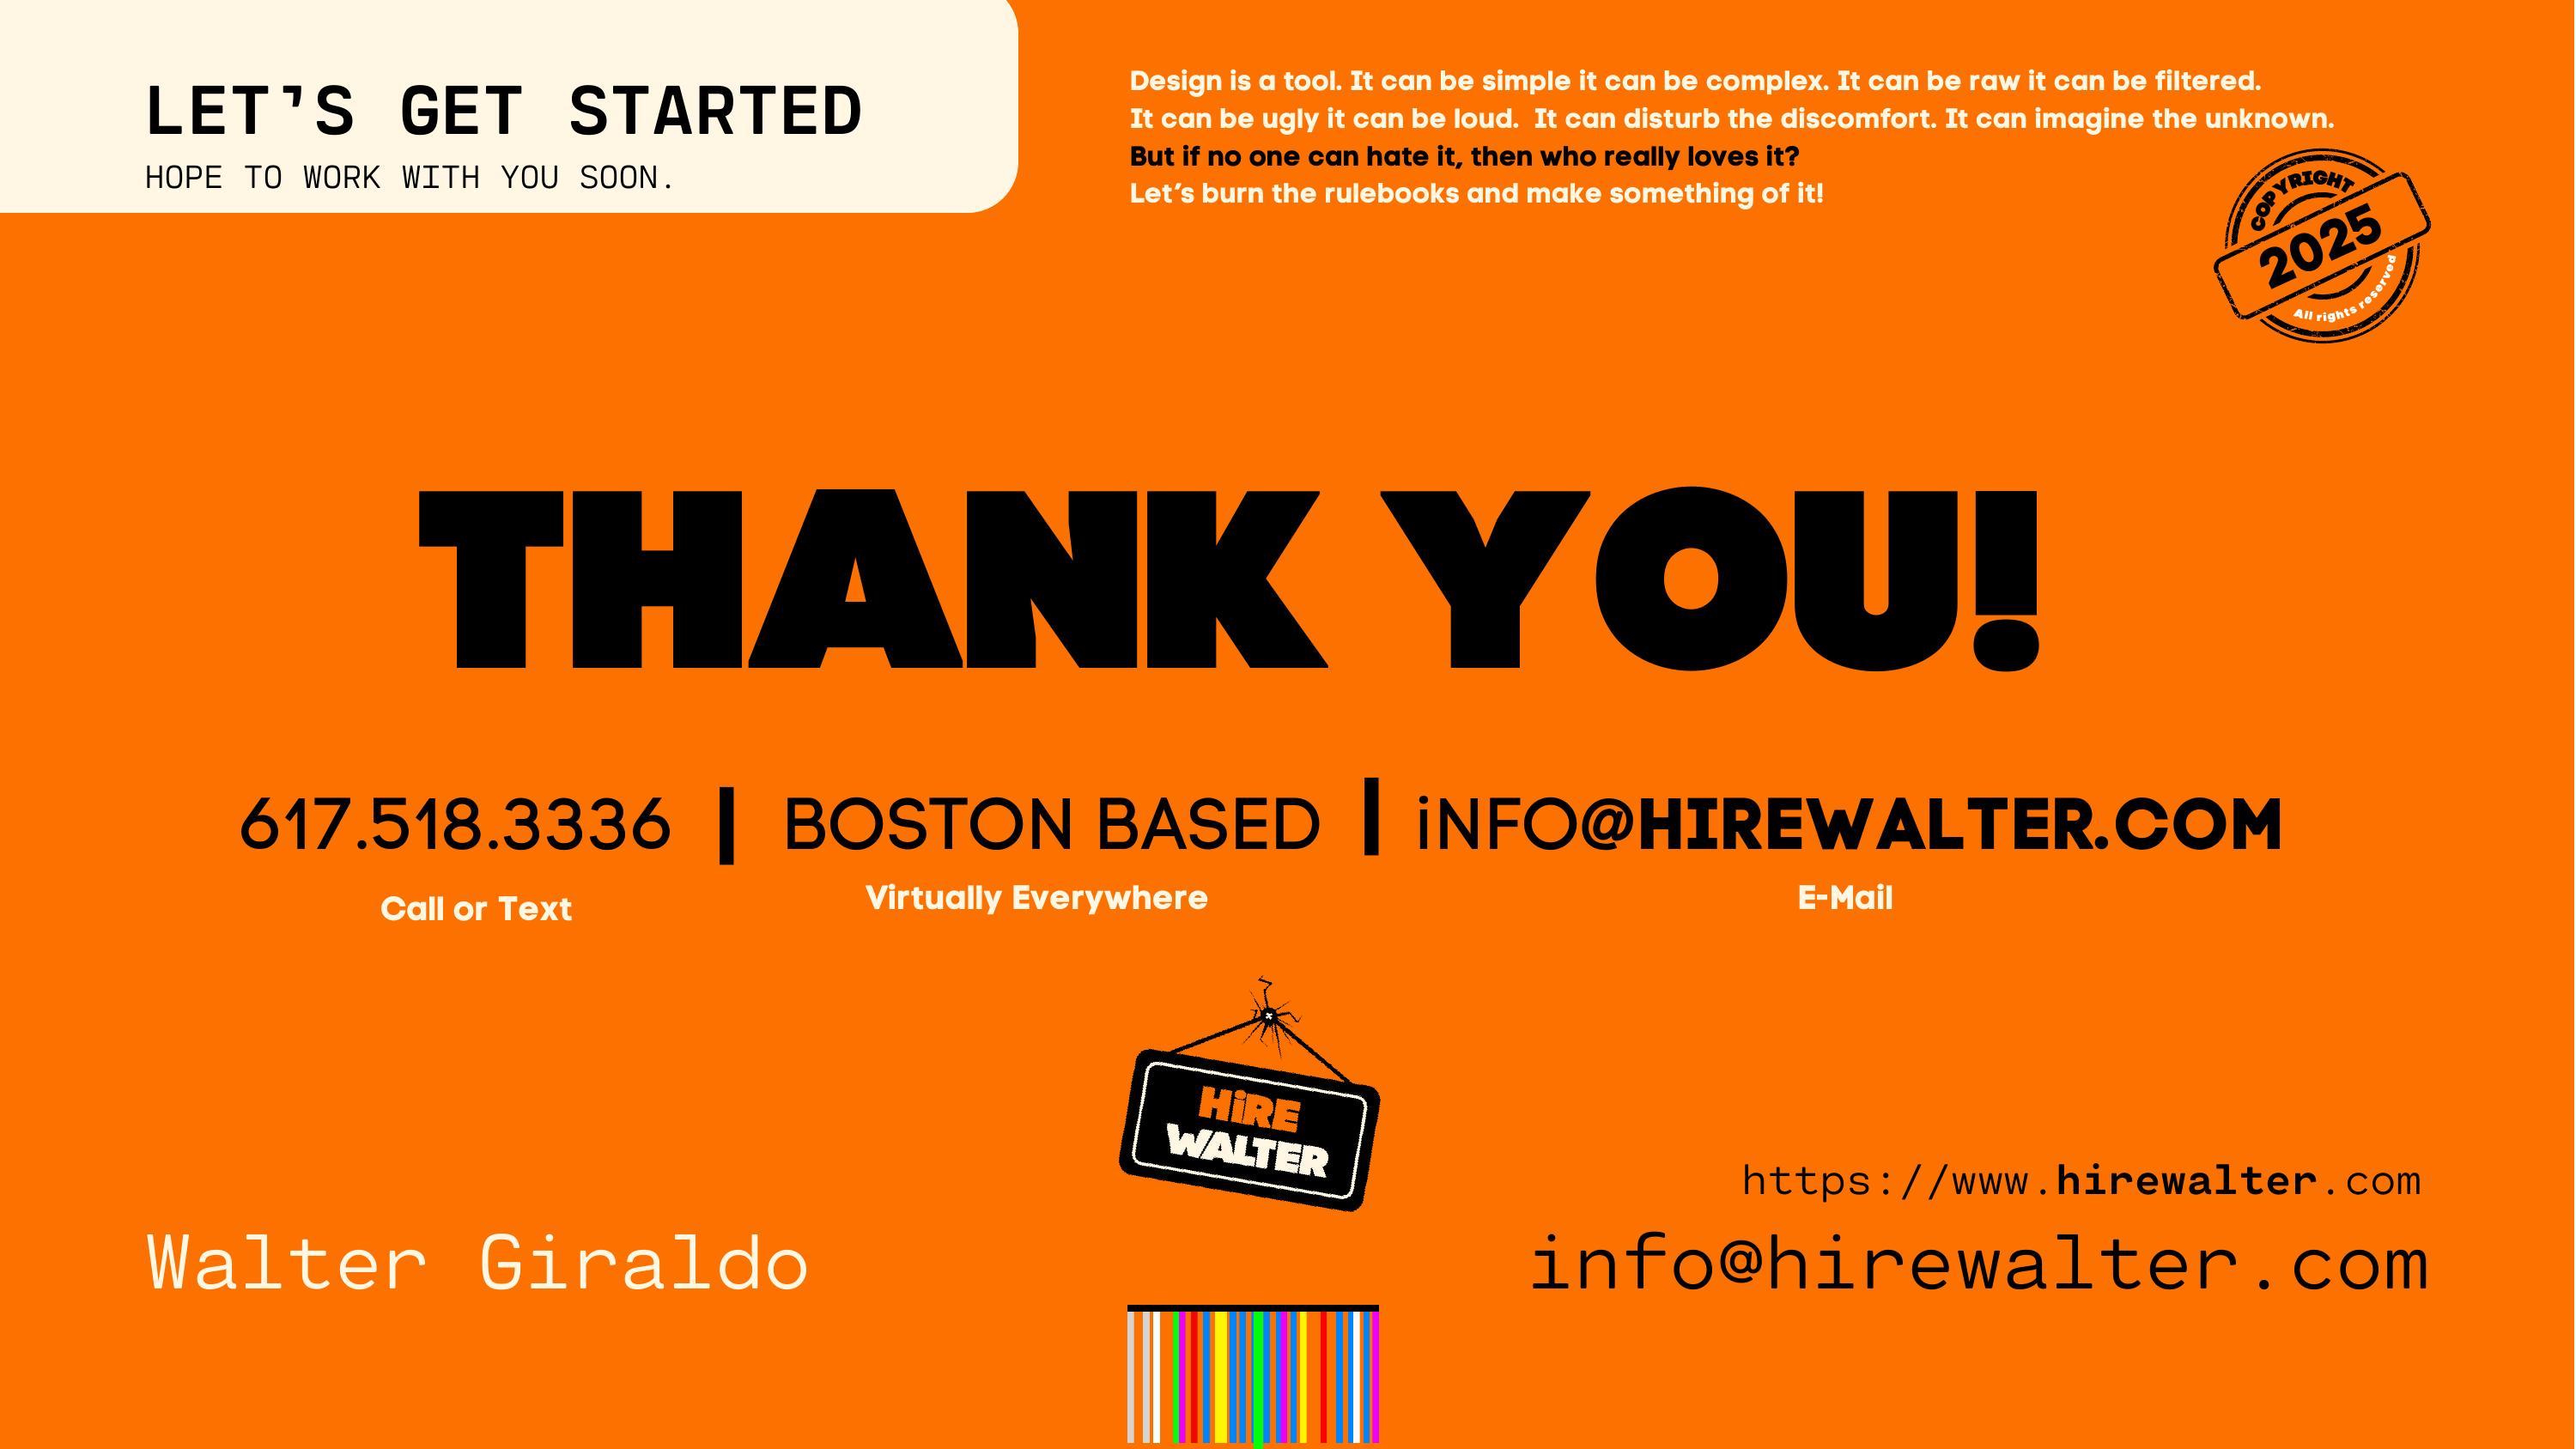 LET'S GET STARTED
HOPE TO WORK WITH YOU SOON.
Design is a tool. It can be simple it can be complex. It can be raw it can be filtered.
It can be ugly it can be loud.  It can disturb the discomfort. It can imagine the unknown.
But if no one can hate it, then who really loves it?
Let's burn the rulebooks and make something of it!
COPYRIGHT
2025
All rights reserved
THANK YOU!
617.518.3336 | BOSTON BASED | iNFO@HIREWALTER.COM
Call or Text Virtually Everywhere E-Mail
HiRE
WALTER
https://www.hirewalter.com
Walter Giraldo
info@hirewalter.com